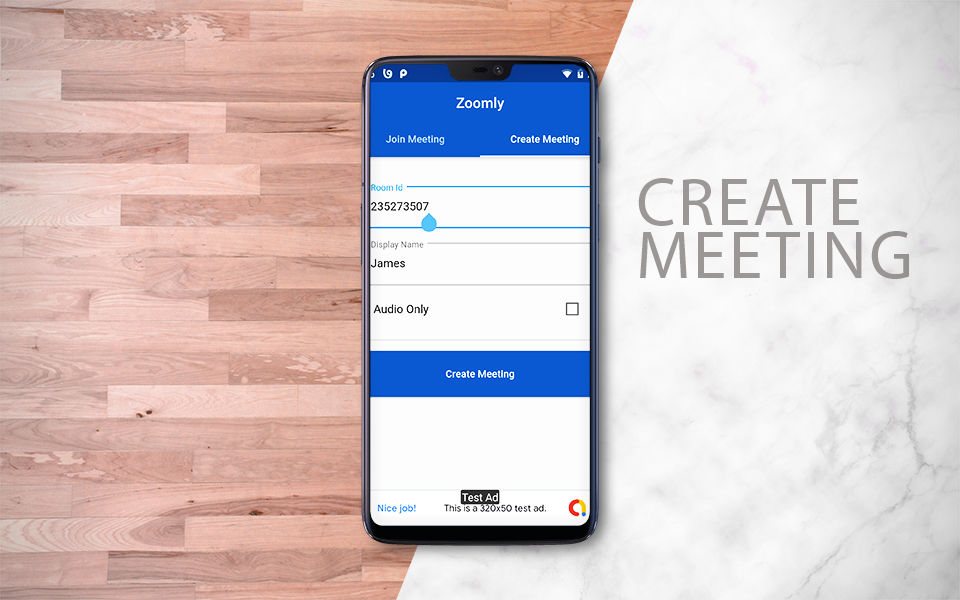 Zoomly
Join Meeting
Create Meeting
Room Id
235273507
Display Name
James
Audio Only
Create Meeting
Test Ad
Nice job!
This is a 320x50 test ad.
CREATE
MEETING